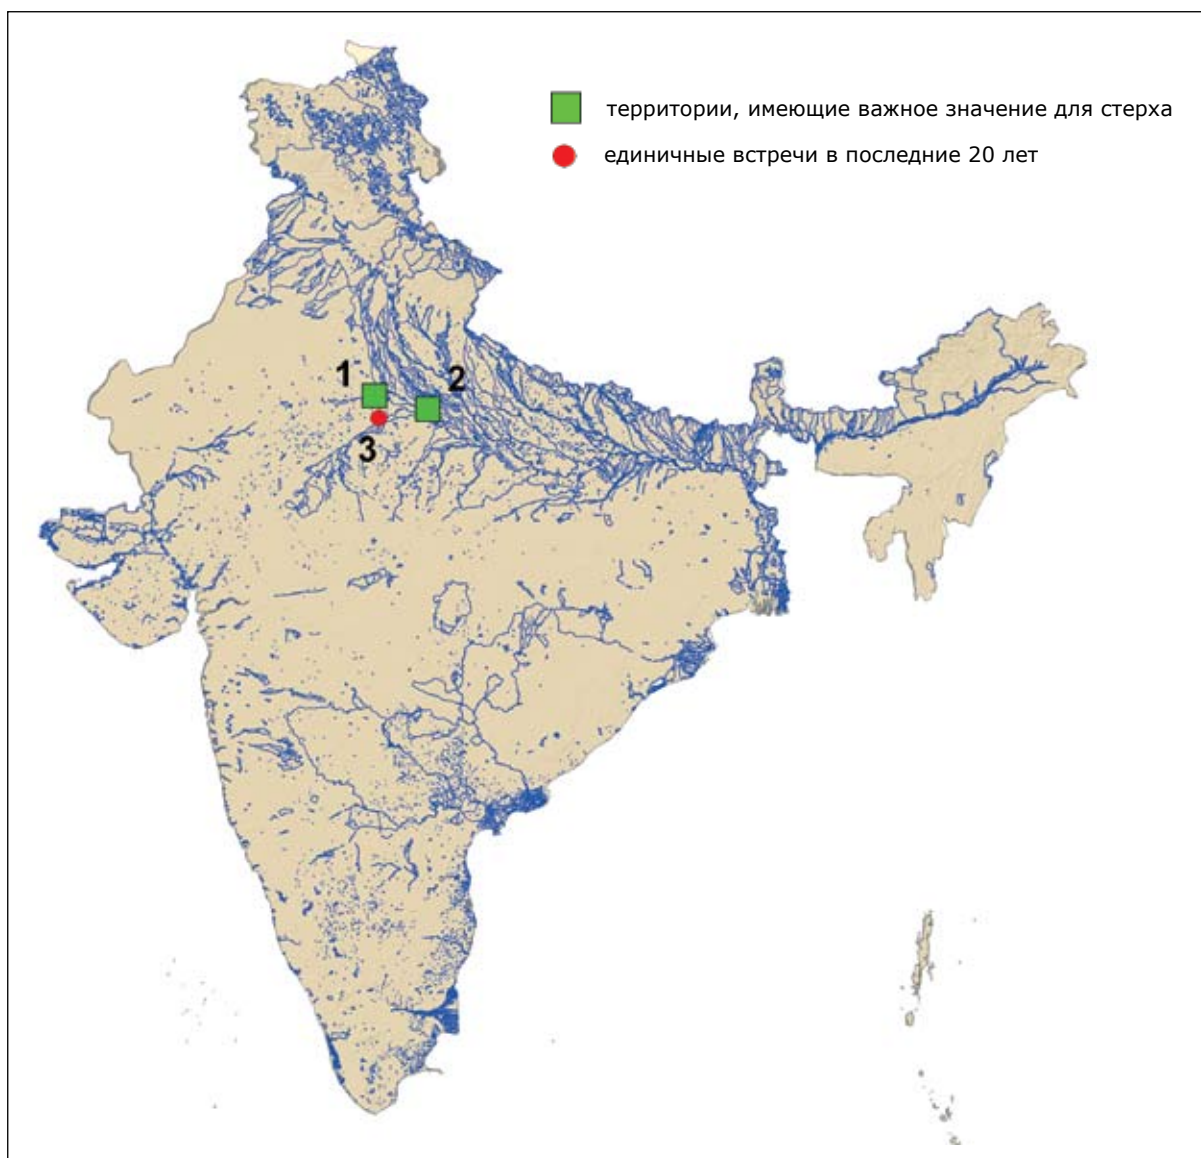 территории, имеющие важное значение для стерха
единичные встречи в последние 20 лет
1
2
3